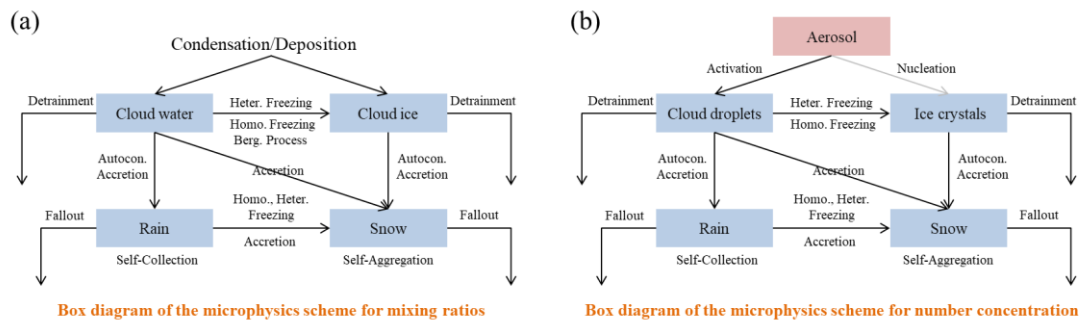 (a)
Condensation/Deposition
Detrainment
Cloud water
Heter. Freezing
Homo. Freezing
Berg. Process
Cloud ice
Detrainment
Autocon.
Accretion
Accretion
Autocon.
Accretion
Fallout
Rain
Homo., Heter.
Freezing
Accretion
Snow
Fallout
Self-Collection
Self-Aggregation
Box diagram of the microphysics scheme for mixing ratios
(b)
Aerosol
Activation
Nucleation
Detrainment
Cloud droplets
Heter. Freezing
Homo. Freezing
Ice crystals
Detrainment
Autocon.
Accretion
Accretion
Autocon.
Accretion
Fallout
Rain
Homo., Heter.
Freezing
Accretion
Snow
Fallout
Self-Collection
Self-Aggregation
Box diagram of the microphysics scheme for number concentration